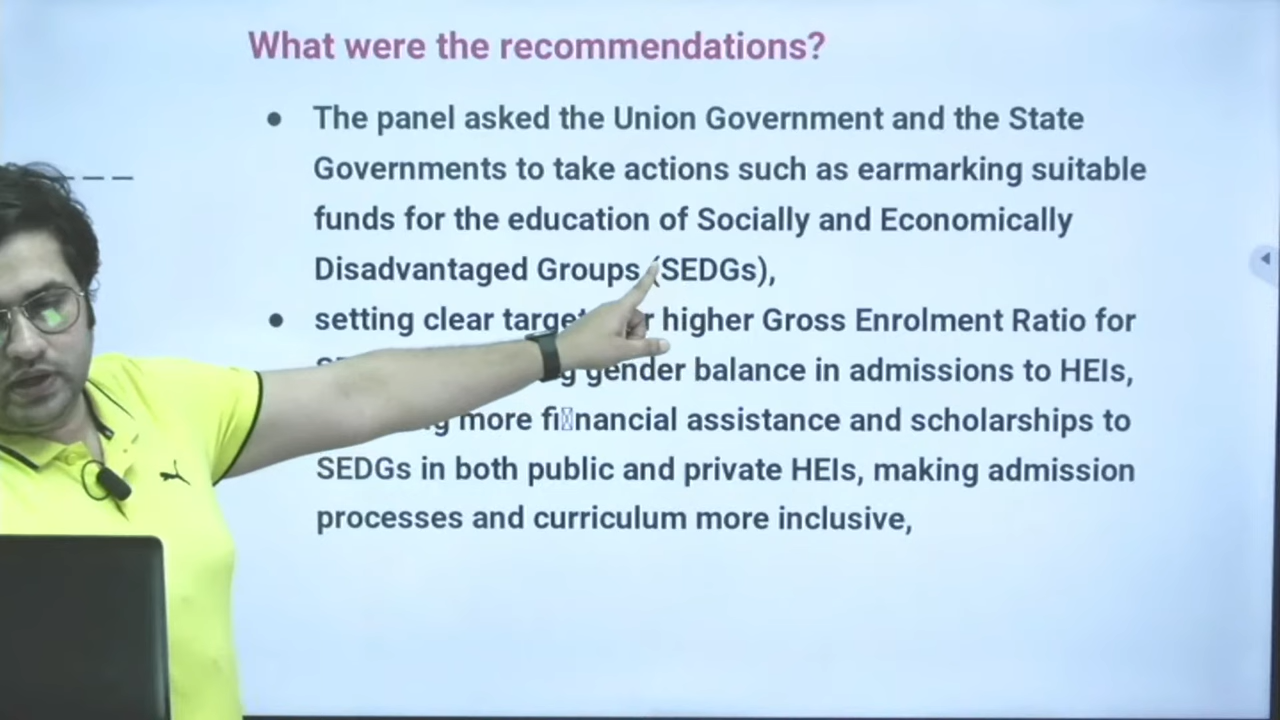 What were the recommendations?
● The panel asked the Union Government and the State
Governments to take actions such as earmarking suitable
funds for the education of Socially and Economically
Disadvantaged Groups (SEDGs),
● setting clear higher Gross Enrolment Ratio for
gender balance in admissions to HEIs,
more financial assistance and scholarships to
SEDGs in both public and private HEIs, making admission
processes and curriculum more inclusive,